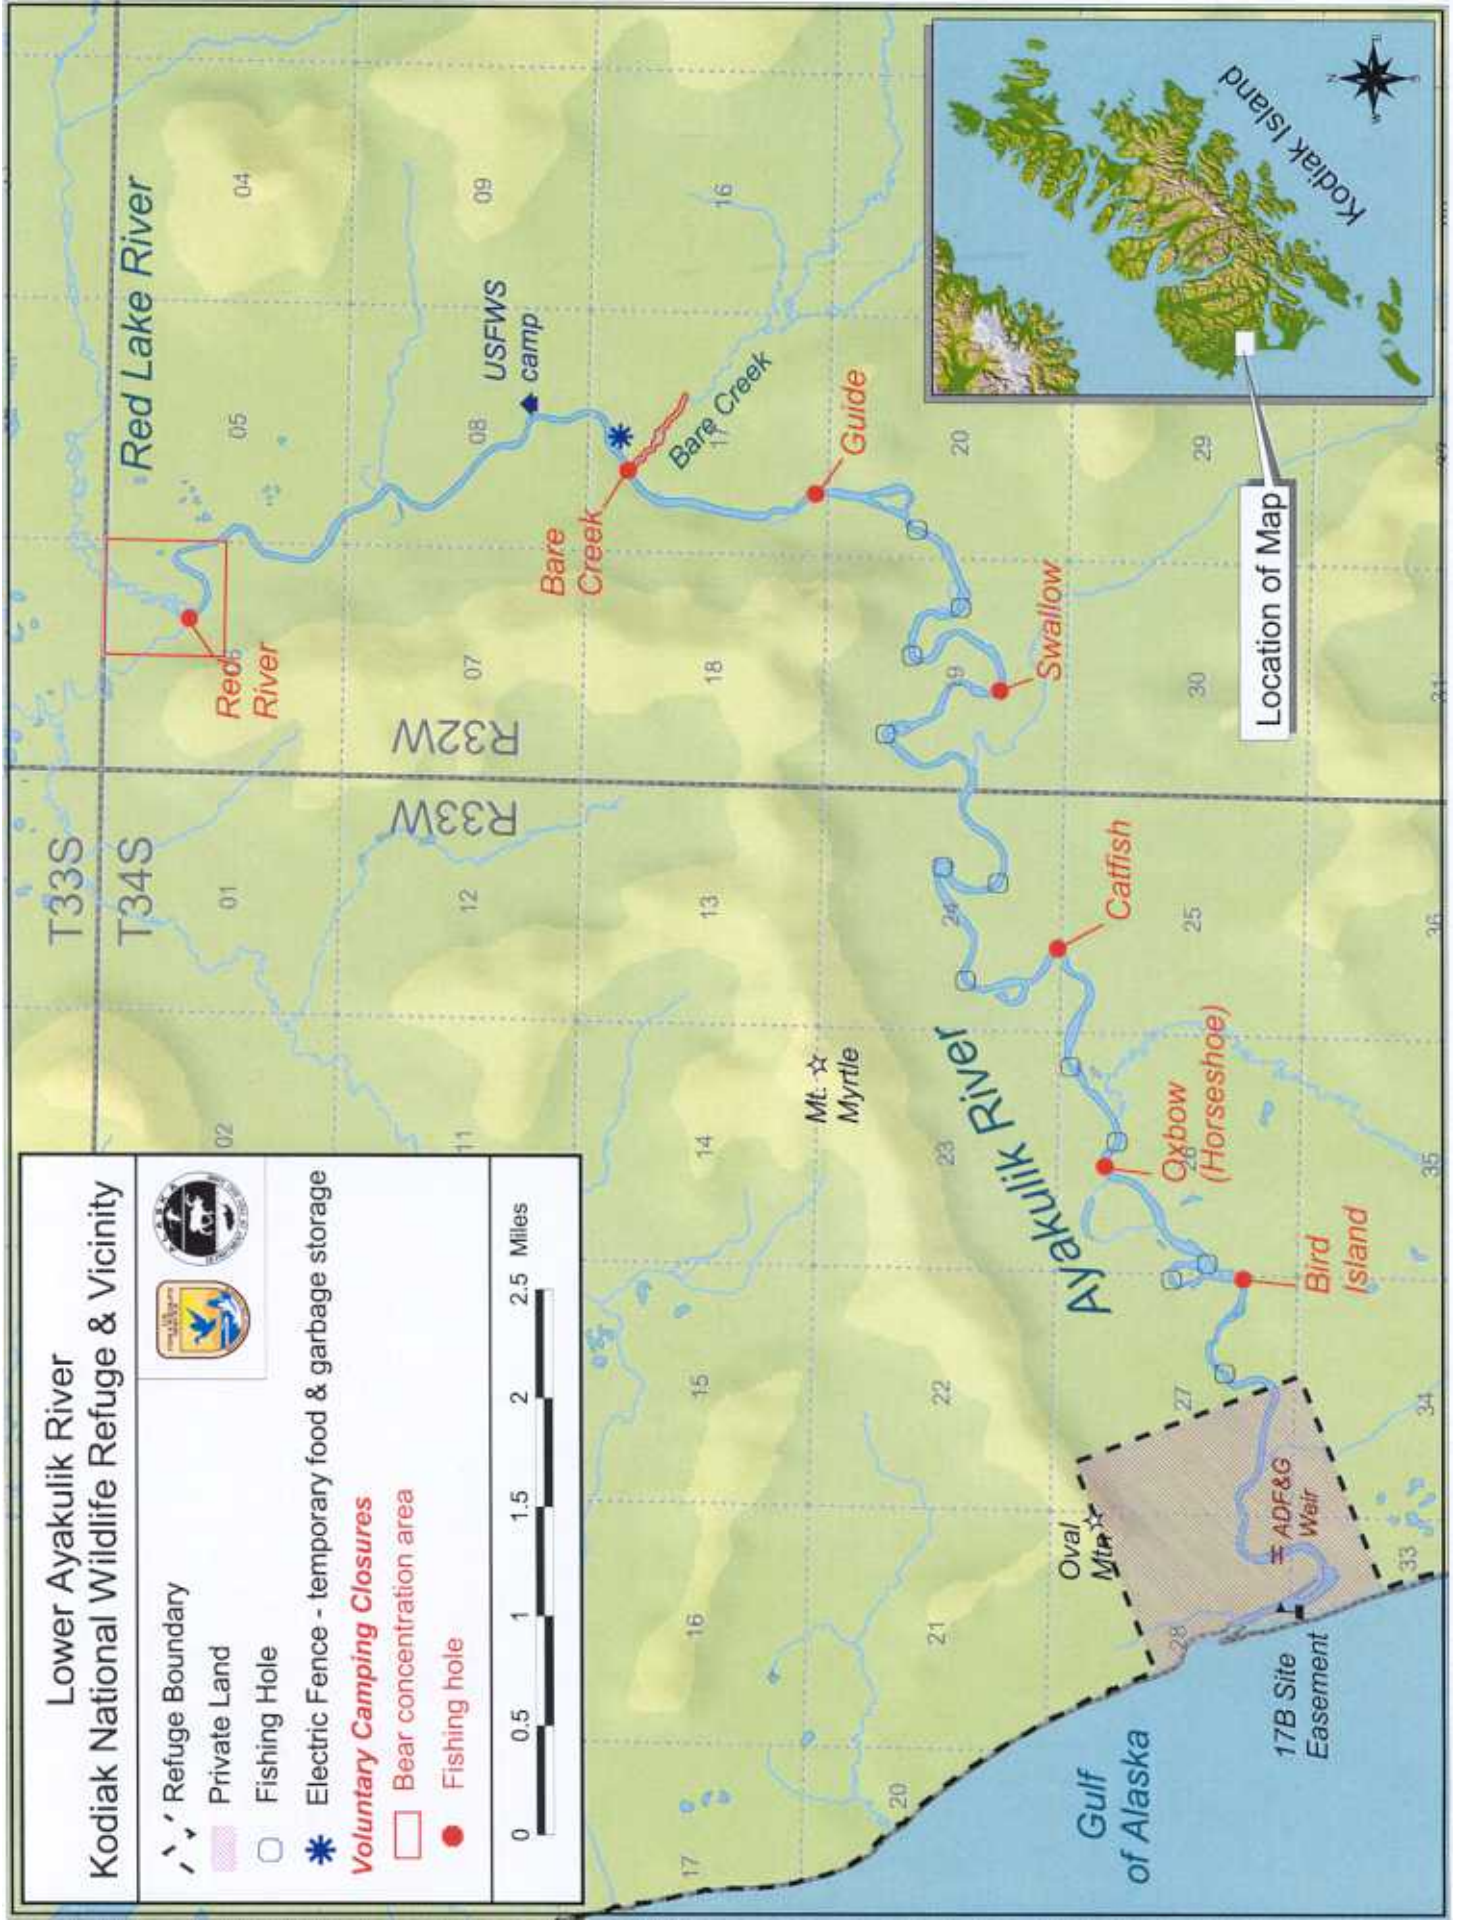 Lower Ayakulik River
Kodiak National Wildlife Refuge & Vicinity
ALASKA
Refuge Boundary
Private Land
Fishing Hole
Electric Fence - temporary food & garbage storage
Voluntary Camping Closures
Bear concentration area
Fishing hole
0
0.5
1
1.5
2
2.5 Miles
T33S
T34S
R33W
R32W
Red Lake River
Red
River
USFWS
camp
Bare
Creek
Bare Creek
Guide
Swallow
Catfish
Oxbow
(Horseshoe)
Bird
Island
Ayakulik River
Mt.
Myrtle
Oval
Mtn
ADF&G
Weir
17B Site
Easement
Gulf
of Alaska
Location of Map
Kodiak Island
N
E
S
W
02
01
05
04
11
12
07
08
09
17
16
15
14
13
18
17
16
20
21
22
23
24
19
20
28
27
26
25
30
29
33
34
35
36
31